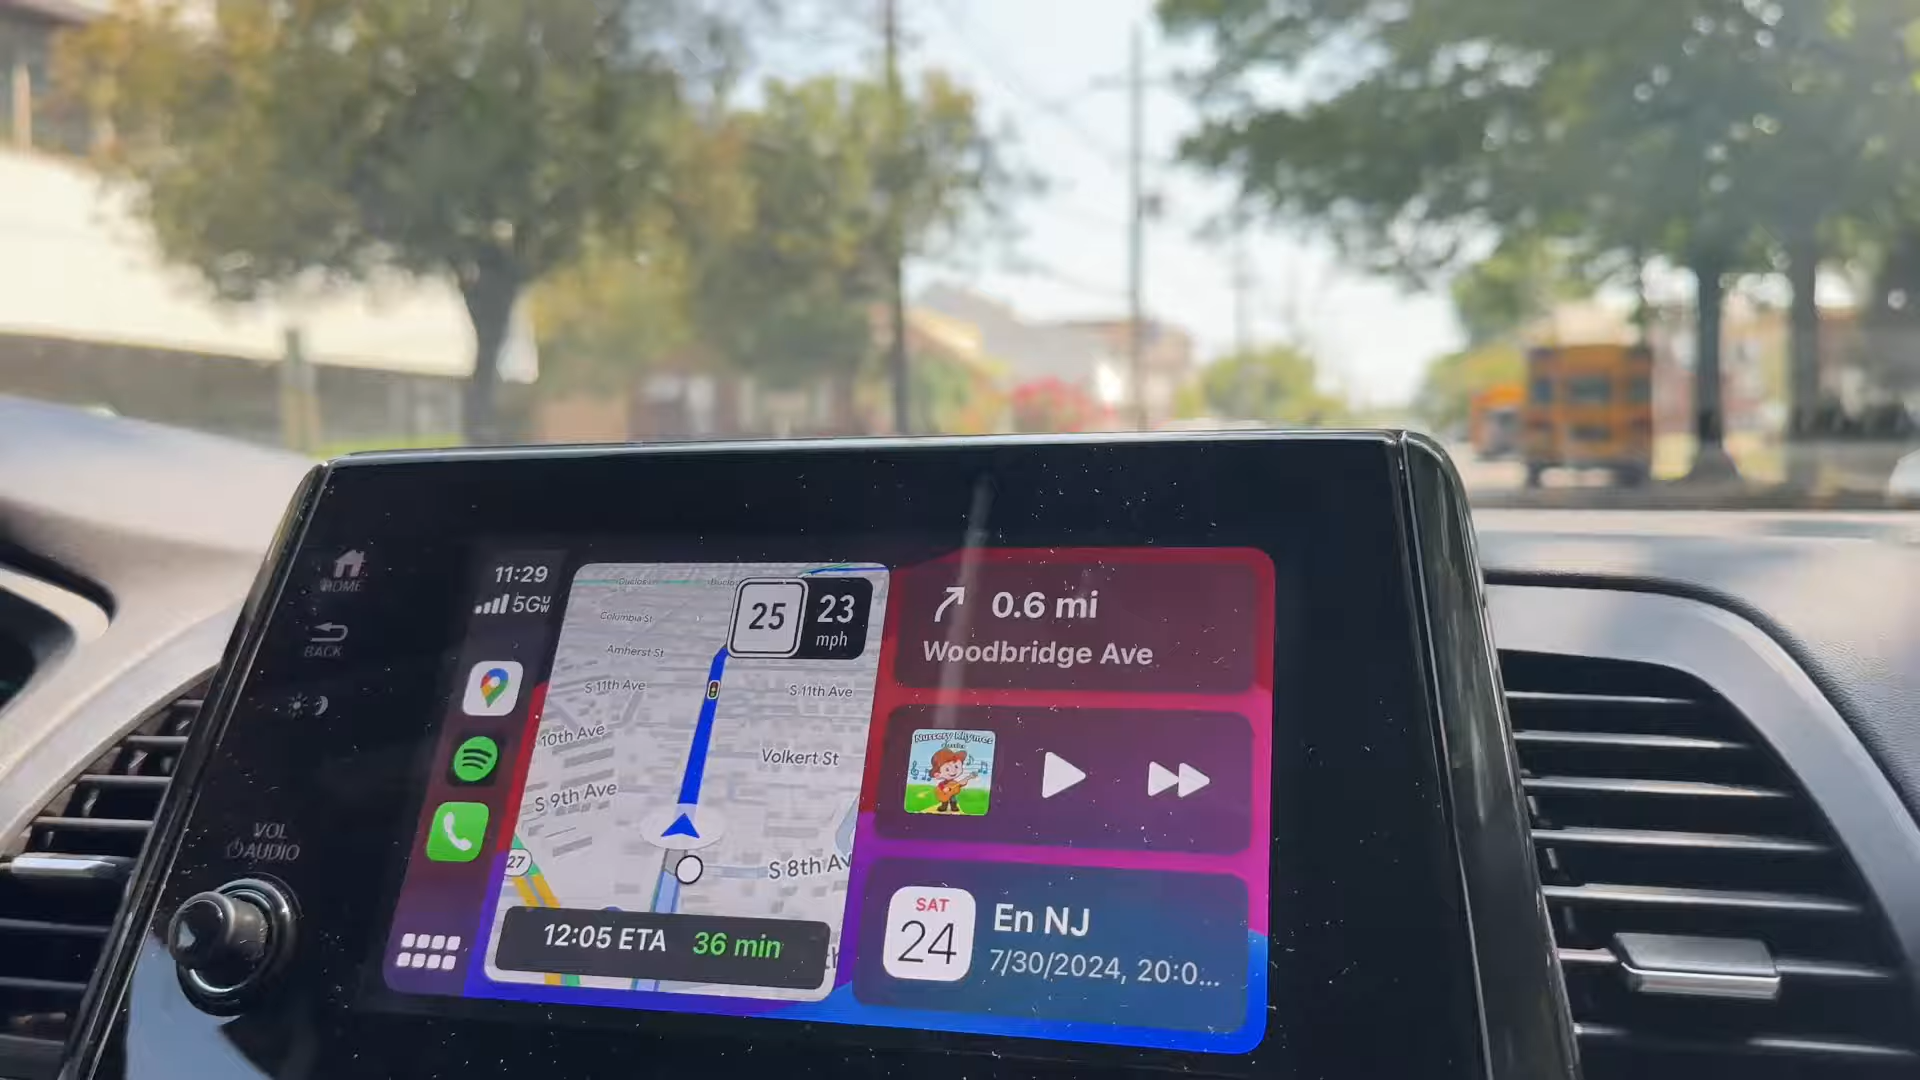 HOME
BACK
VOL
AUDIO
11:29
5GUW
Columbia St
Amherst St
S 11th Ave
S 11th Ave
10th Ave
Volkert St
S 9th Ave
S 8th Av
27
25
23
mph
12:05 ETA 36 min
0.6 mi
Woodbridge Ave
Nursery Rhymes
SAT
24
En NJ
7/30/2024, 20:0...